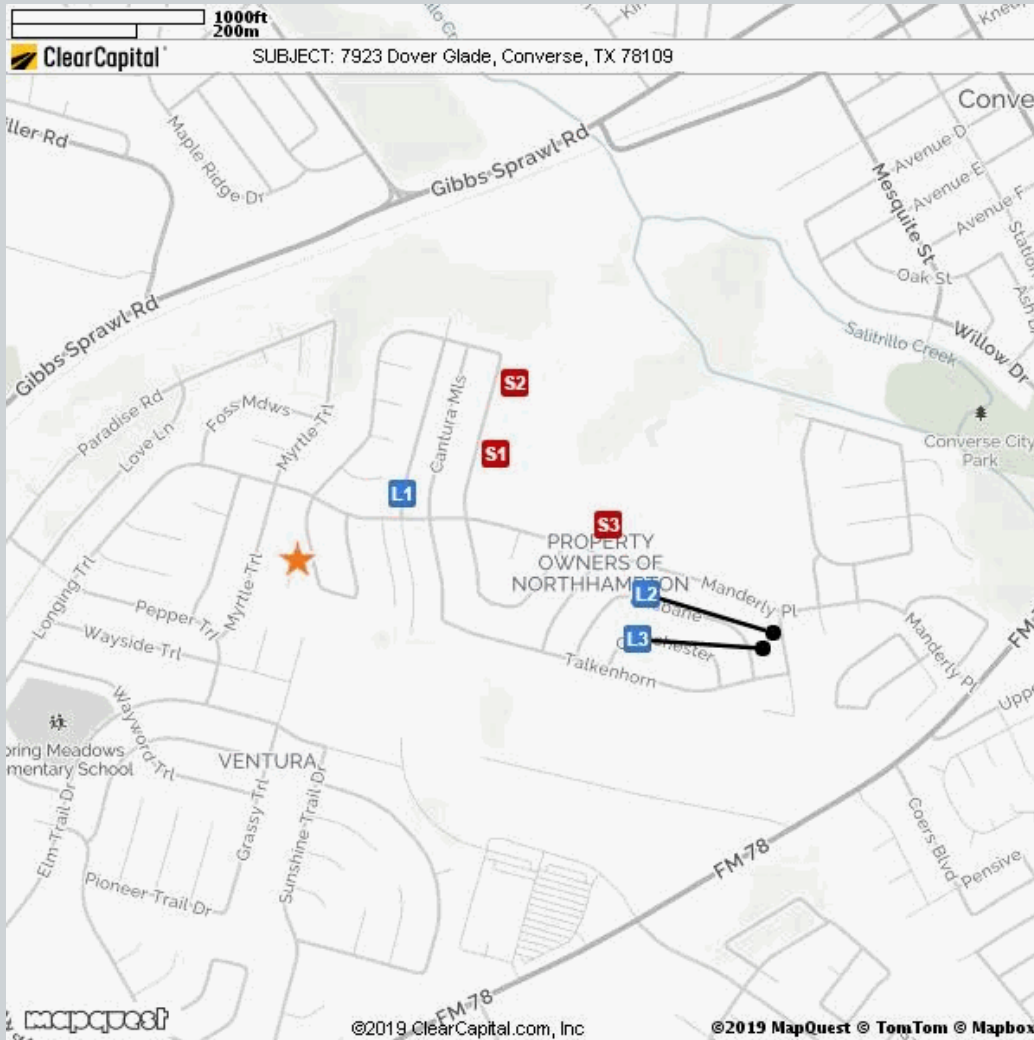 1000ft
200m
ClearCapital
SUBJECT: 7923 Dover Glade, Converse, TX 78109
Maple Ridge Dr
Gibbs Sprawl Rd
Avenue D
Avenue E
Avenue F
Mesquite St
Oak St
Salitrillo Creek
Willow Dr
Gibbs Sprawl Rd
Paradise Rd
Love Ln
Foss Mdws
Myrtle Trl
Cantura Mls
S2
S1
L1
S3
Converse City
Park
PROPERTY
OWNERS OF
NORTHHAMPTON
L2
Manderly Pl
L3
Talkenhorn
Manderly Pl
Longing Trl
Pepper Trl
Myrtle Trl
Wayside Trl
Wayword Trl
VENTURA
Grassy Trl
Sunshine Trail Dr
Elm Trail Dr
Pioneer Trail Dr
FM-78
Coers Blvd
Pensive
FM-78
mapquest
©2019 ClearCapital.com, Inc
©2019 MapQuest © TomTom © Mapbox